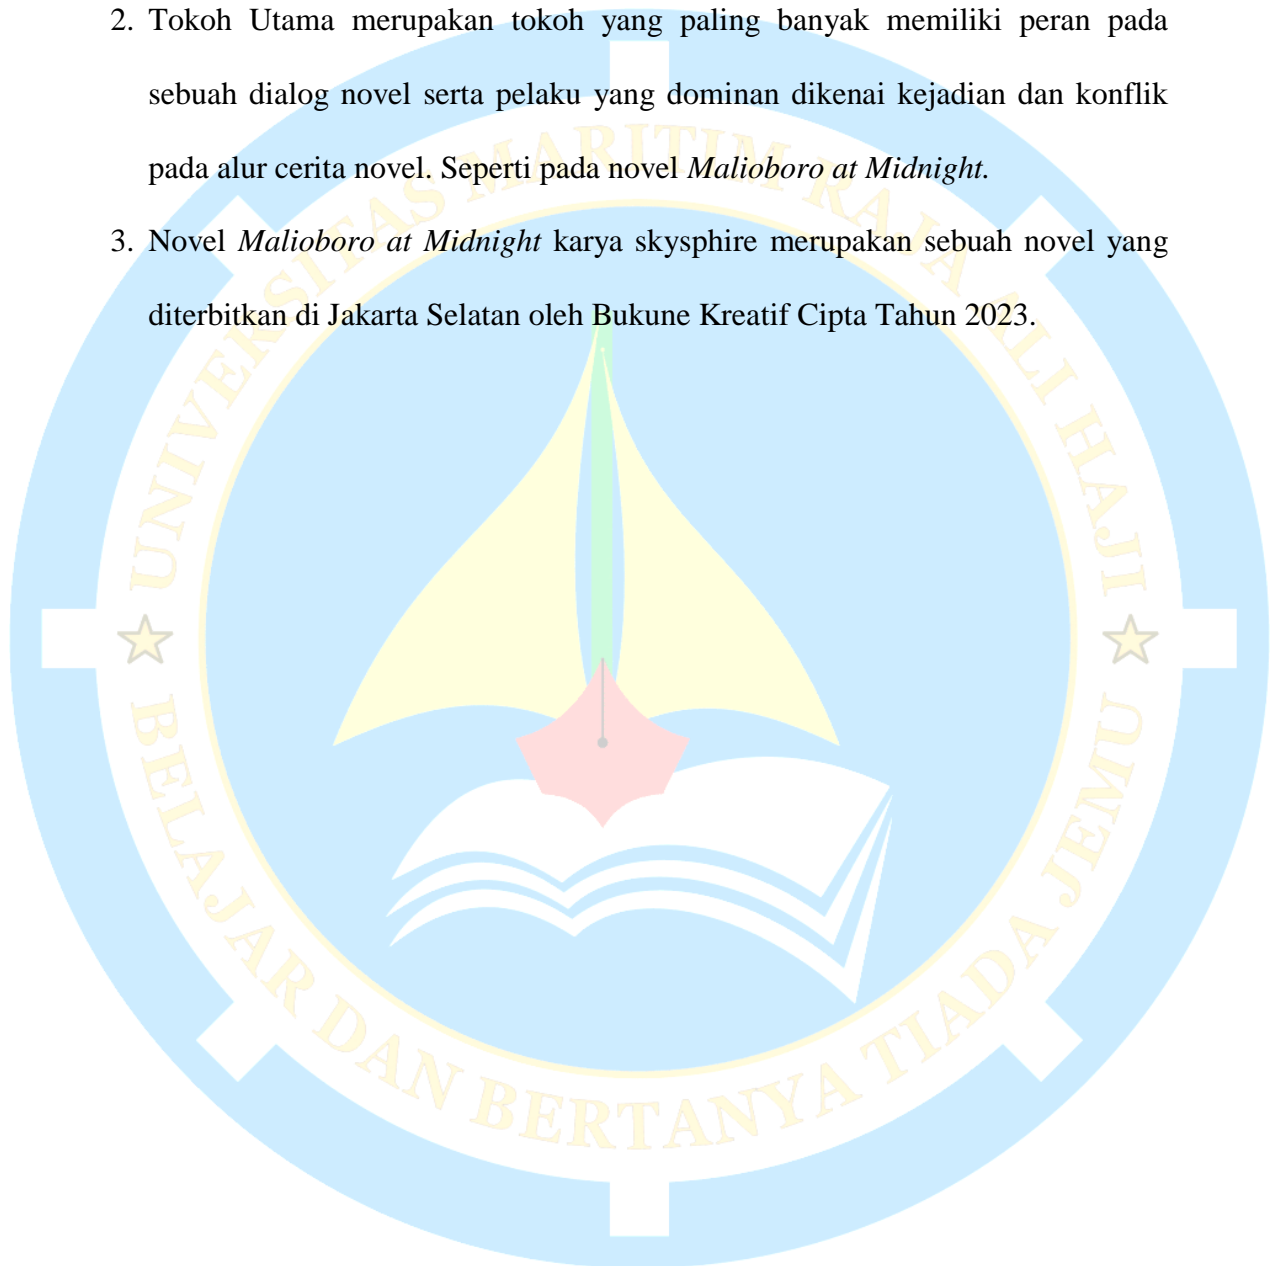 2. Tokoh Utama merupakan tokoh yang paling banyak memiliki peran pada
sebuah dialog novel serta pelaku yang dominan dikenai kejadian dan konflik
pada alur cerita novel. Seperti pada novel Malioboro at Midnight.
3. Novel Malioboro at Midnight karya skysphire merupakan sebuah novel yang
diterbitkan di Jakarta Selatan oleh Bukune Kreatif Cipta Tahun 2023.
UNIVERSITAS MARITIM RAJA ALI HAJI
BELAJAR DAN BERTANYA TIADA JEMU